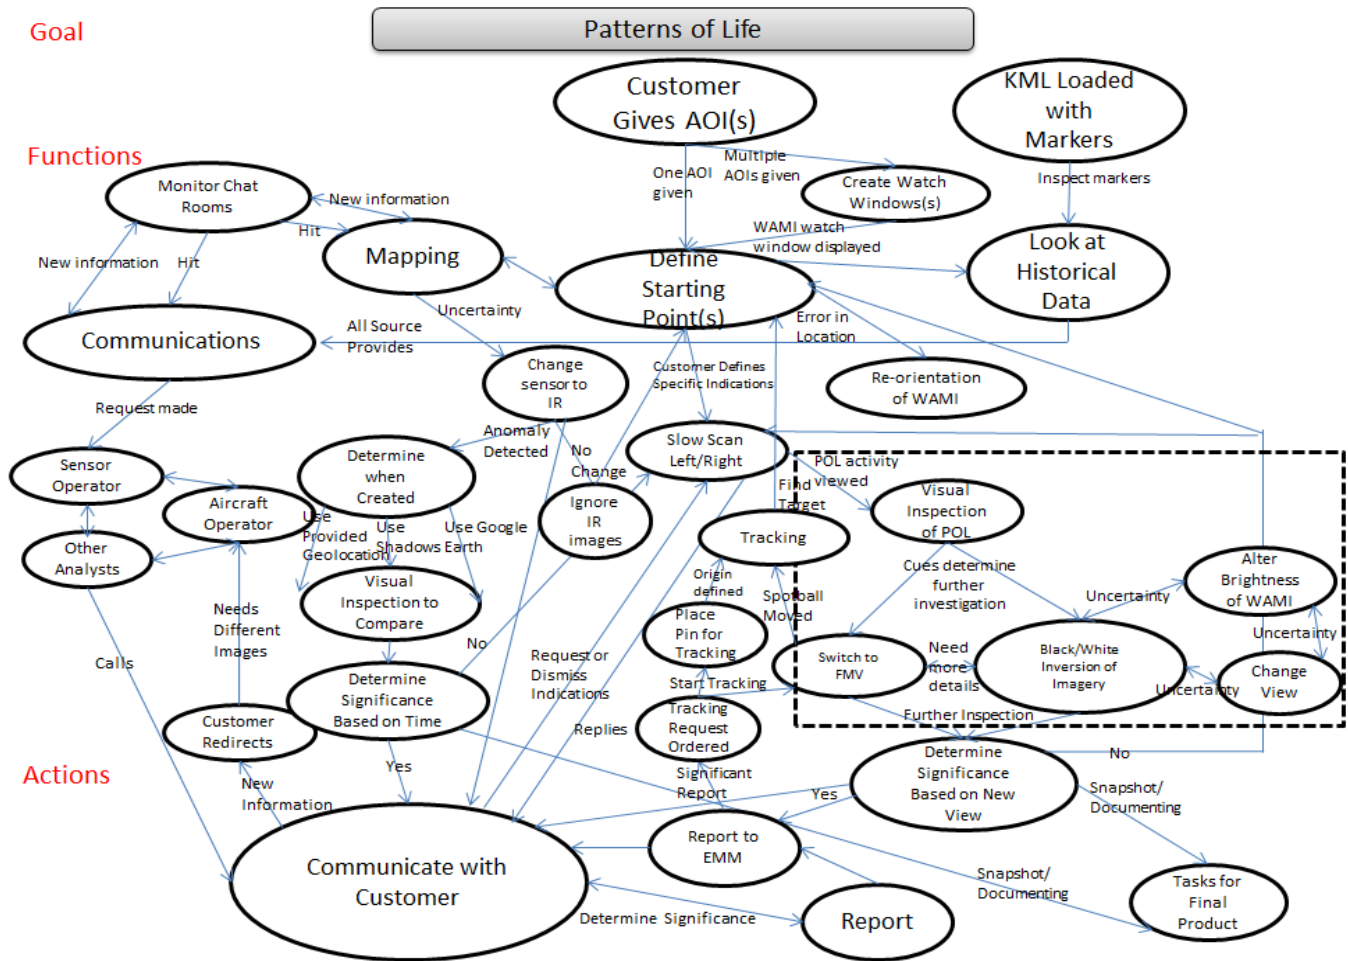 Goal
Patterns of Life
Customer
Gives AOI(s)
KML Loaded
with
Markers
Functions
Monitor Chat
Rooms
New information
Hit
Mapping
One AOI
given
Multiple
AOIs given
Create Watch
Windows(s)
Inspect markers
WAMI watch
window displayed
Look at
Historical
Data
New information
Hit
Define
Starting
Point(s)
Communications
All Source
Provides
Uncertainty
Error in
Location
Change
sensor to
IR
Customer Defines
Specific Indications
Re-orientation
of WAMI
Request made
Anomaly
Detected
No
Change
Slow Scan
Left/Right
POL activity
viewed
Sensor
Operator
Determine
when
Created
Aircraft
Operator
Ignore
IR
images
Find
Target
Visual
Inspection
of POL
Use
Provided
Geolocation
Use
Shadows
Use Google
Earth
Tracking
Other
Analysts
Visual
Inspection to
Compare
Origin
defined
Spotball
Moved
Cues determine
further
investigation
Alter
Brightness
of WAMI
Uncertainty
Needs
Different
Images
Place
Pin for
Tracking
No
Calls
Request or
Dismiss
Indications
Switch to
FMV
Need
more
details
Black/White
Inversion of
Imagery
Uncertainty
Uncertainty
Change
View
Determine
Significance
Based on Time
Start Tracking
Tracking
Request
Ordered
Further Inspection
Customer
Redirects
Replies
Actions
Yes
Significant
Report
Determine
Significance
Based on New
View
No
New
Information
Yes
Snapshot/
Documenting
Report to
EMM
Communicate with
Customer
Snapshot/
Documenting
Tasks for
Final
Product
Determine Significance
Report